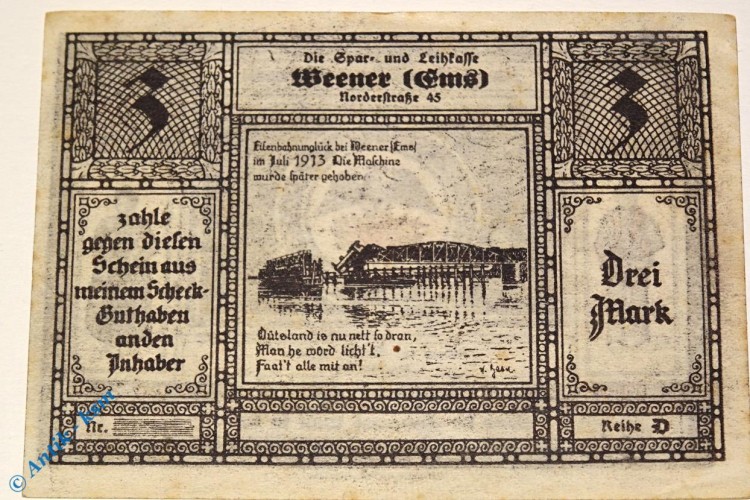 3
Die Spar- und Leihkasse
Weener (Ems)
Norderstraße 45
3
Eisenbahnunglück bei Weener (Ems)
im Juli 1913 Die Maschine
wurde später gehoben
zahle
gegen diesen
Schein aus
meinem Scheck-
Guthaben
an den
Inhaber
Drei
Mark
Dütsland is nu nett so dran,
Man he word licht't,
Faat't alle mit an!
Nr.
Reihe D
© Antik - Kaar